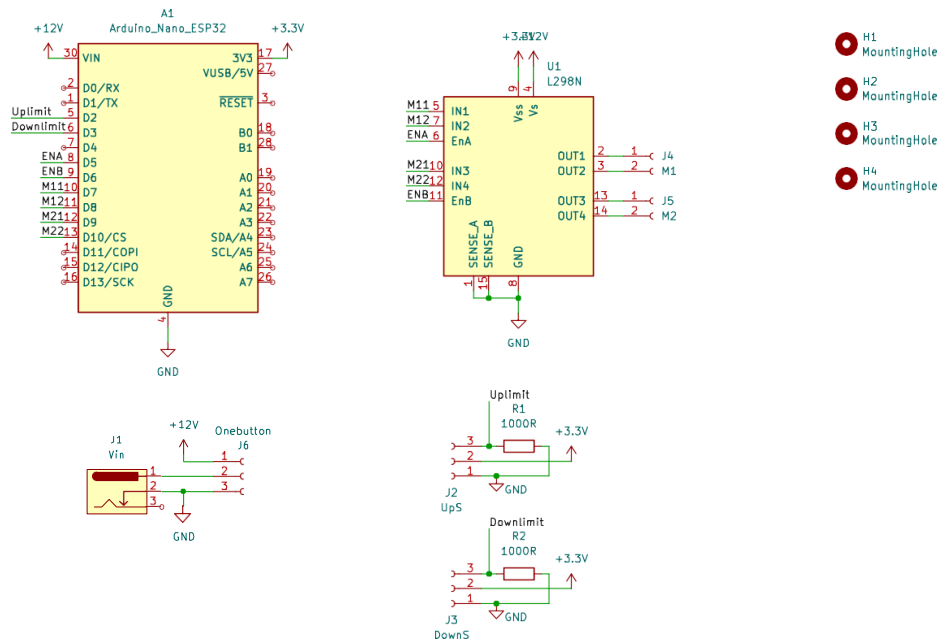 A1
Arduino_Nano_ESP32
+12V
+3.3V
30 VIN
3V3 17
VUSB/5V 27
2 D0/RX
1 D1/TX
RESET 3
Uplimit 5 D2
Downlimit 6 D3
B0 18
4 D4
B1 28
ENA 8 D5
ENB 9 D6
A0 19
M11 10 D7
A1 20
M12 11 D8
A2 21
M21 12 D9
A3 22
M22 13 D10/CS
SDA/A4 23
14 D11/COPI
SCL/A5 24
15 D12/CIPO
A6 25
16 D13/SCK
A7 26
GND
4
GND
+3.3V +12V
U1
L298N
9 4
Vss Vs
M11 5 IN1
M12 7 IN2
ENA 6 EnA
M21 10 IN3
M22 12 IN4
ENB 11 EnB
OUT1 2 1 J4
OUT2 3 2 M1
OUT3 13 1 J5
OUT4 14 2 M2
SENSE_A SENSE_B GND
1 15 8
GND
H1
MountingHole
H2
MountingHole
H3
MountingHole
H4
MountingHole
J1
Vin
1
2
3
+12V
Onebutton
J6
1
2
3
GND
Uplimit
R1
1000R
+3.3V
3
2
1
GND
J2
UpS
Downlimit
R2
1000R
+3.3V
3
2
1
GND
J3
DownS